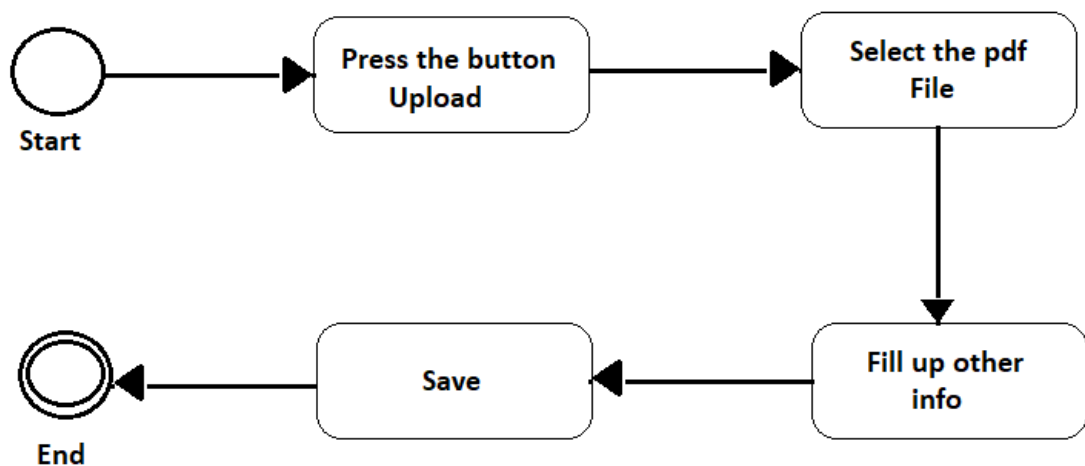 Start
Press the button
Upload
Select the pdf
File
Fill up other
info
Save
End